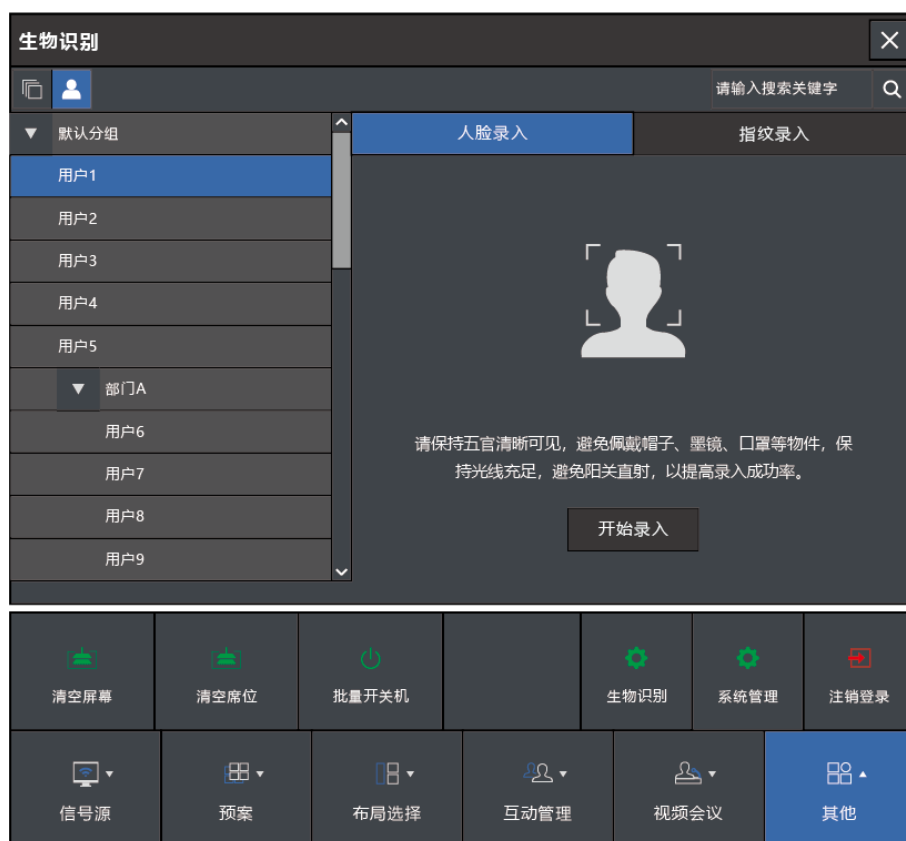 生物识别
请输入搜索关键字
默认分组
人脸录入
指纹录入
用户1
用户2
用户3
用户4
用户5
部门A
用户6
用户7
用户8
用户9
请保持五官清晰可见，避免佩戴帽子、墨镜、口罩等物件，保
持光线充足，避免阳关直射，以提高录入成功率。
开始录入
清空屏幕
清空席位
批量开关机
生物识别
系统管理
注销登录
信号源
预案
布局选择
互动管理
视频会议
其他